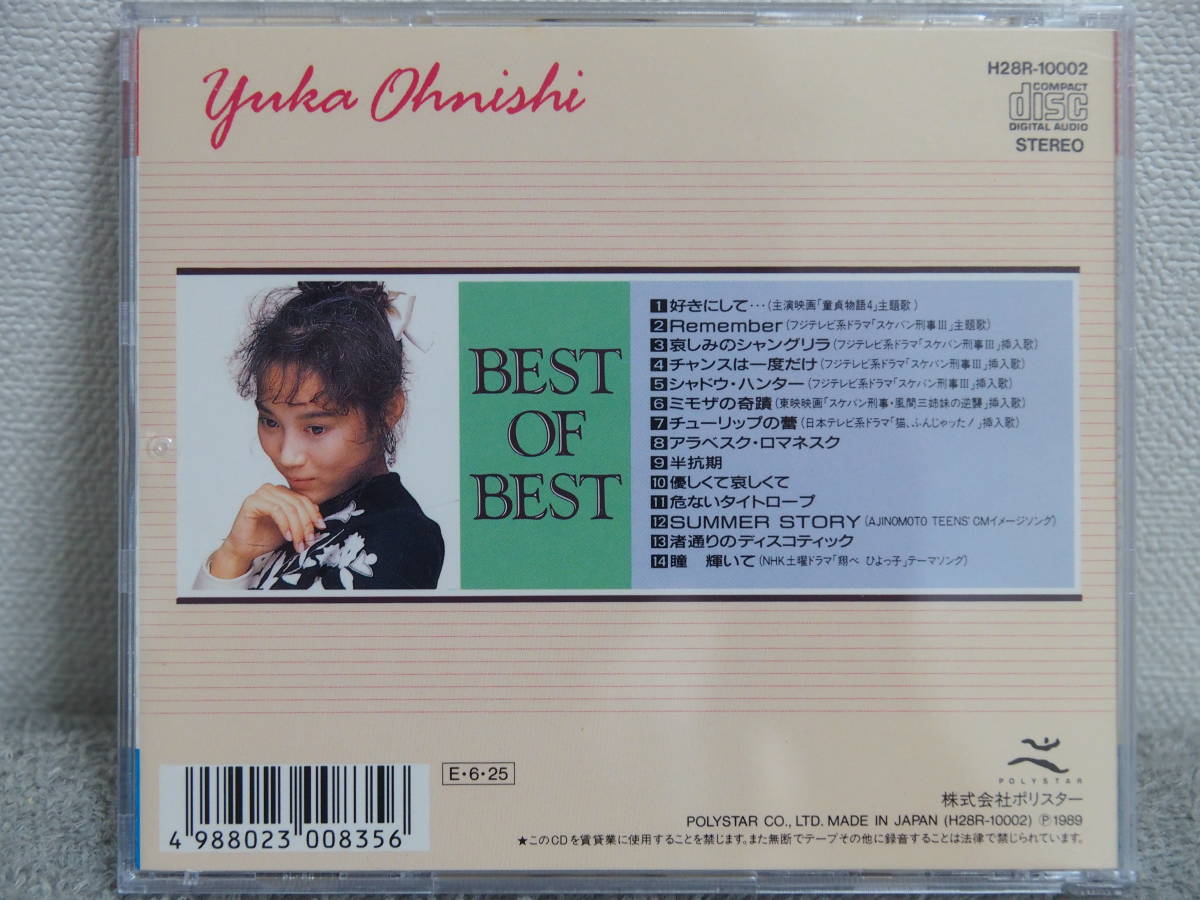 Yuka Ohnishi
H28R-10002
COMPACT
disc
DIGITAL AUDIO
STEREO
BEST
OF
BEST
1 好きにして…(主演映画「童貞物語4」主題歌)
2 Remember(フジテレビ系ドラマ「スケバン刑事Ⅲ」主題歌)
3 哀しみのシャングリラ(フジテレビ系ドラマ「スケバン刑事Ⅲ」挿入歌)
4 チャンスは一度だけ(フジテレビ系ドラマ「スケバン刑事Ⅲ」挿入歌)
5 シャドウ・ハンター(フジテレビ系ドラマ「スケバン刑事Ⅲ」挿入歌)
6 ミモザの奇蹟(東映映画「スケバン刑事・風間三姉妹の逆襲」挿入歌)
7 チューリップの蕾(日本テレビ系ドラマ「猫、ふんじゃった!」挿入歌)
8 アラベスク・ロマネスク
9 半抗期
10 優しくて哀しくて
11 危ないタイトロープ
12 SUMMER STORY(AJINOMOTO TEENS' CMイメージソング)
13 渚通りのディスコティック
14 瞳 輝いて(NHK土曜ドラマ「翔べ ひよっ子」テーマソング)
4 988023 008356
E・6・25
POLYSTAR
株式会社ポリスター
POLYSTAR CO., LTD. MADE IN JAPAN (H28R-10002) ℗1989
★このCDを賃貸業に使用することを禁じます。また無断でテープその他に録音することは法律で禁じられています。